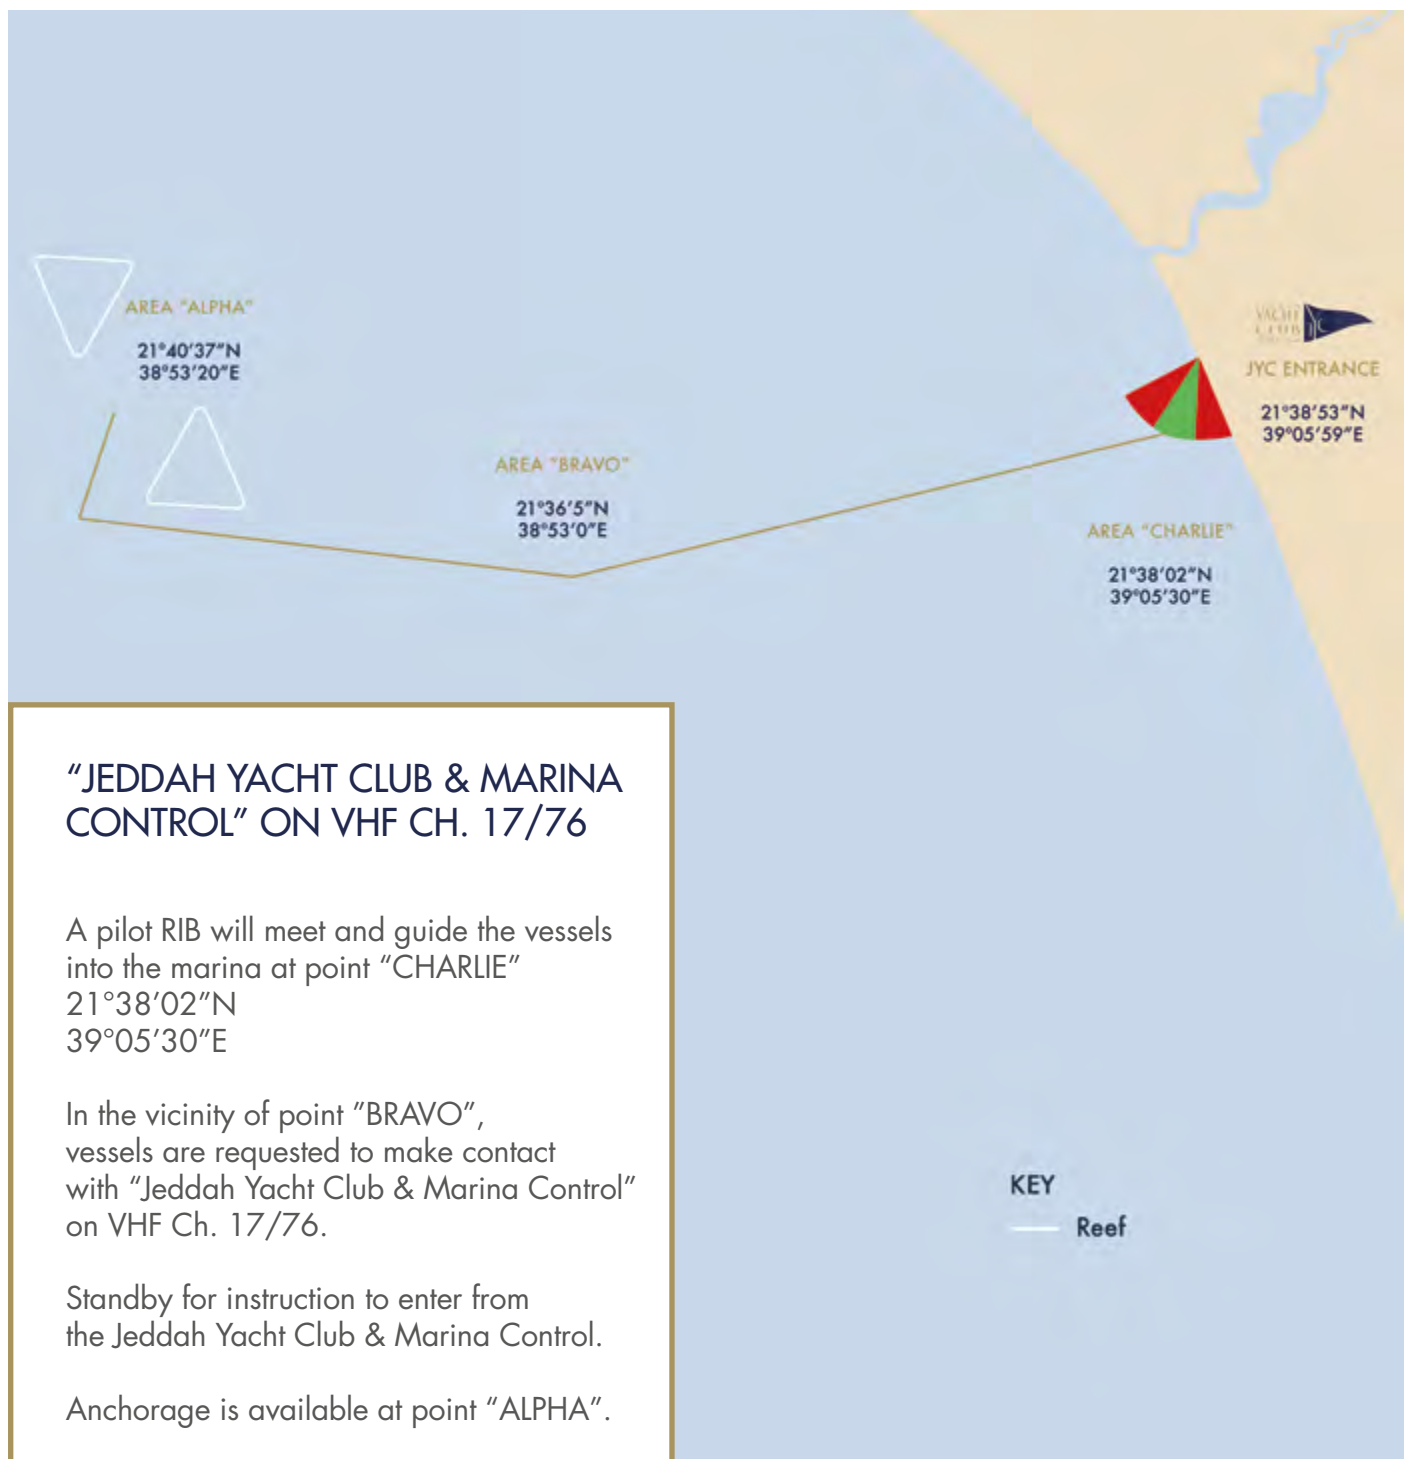 AREA “ALPHA”
21°40’37”N
38°53’20”E
AREA “BRAVO”
21°36’5”N
38°53’0”E
YACHT
CLUB
JYC ENTRANCE
21°38’53”N
39°05’59”E
AREA “CHARLIE”
21°38’02”N
39°05’30”E
“JEDDAH YACHT CLUB & MARINA
CONTROL” ON VHF CH. 17/76
A pilot RIB will meet and guide the vessels
into the marina at point “CHARLIE”
21°38’02”N
39°05’30”E
In the vicinity of point ”BRAVO”,
vessels are requested to make contact
with “Jeddah Yacht Club & Marina Control”
on VHF Ch. 17/76.
Standby for instruction to enter from
the Jeddah Yacht Club & Marina Control.
Anchorage is available at point “ALPHA”.
KEY
Reef